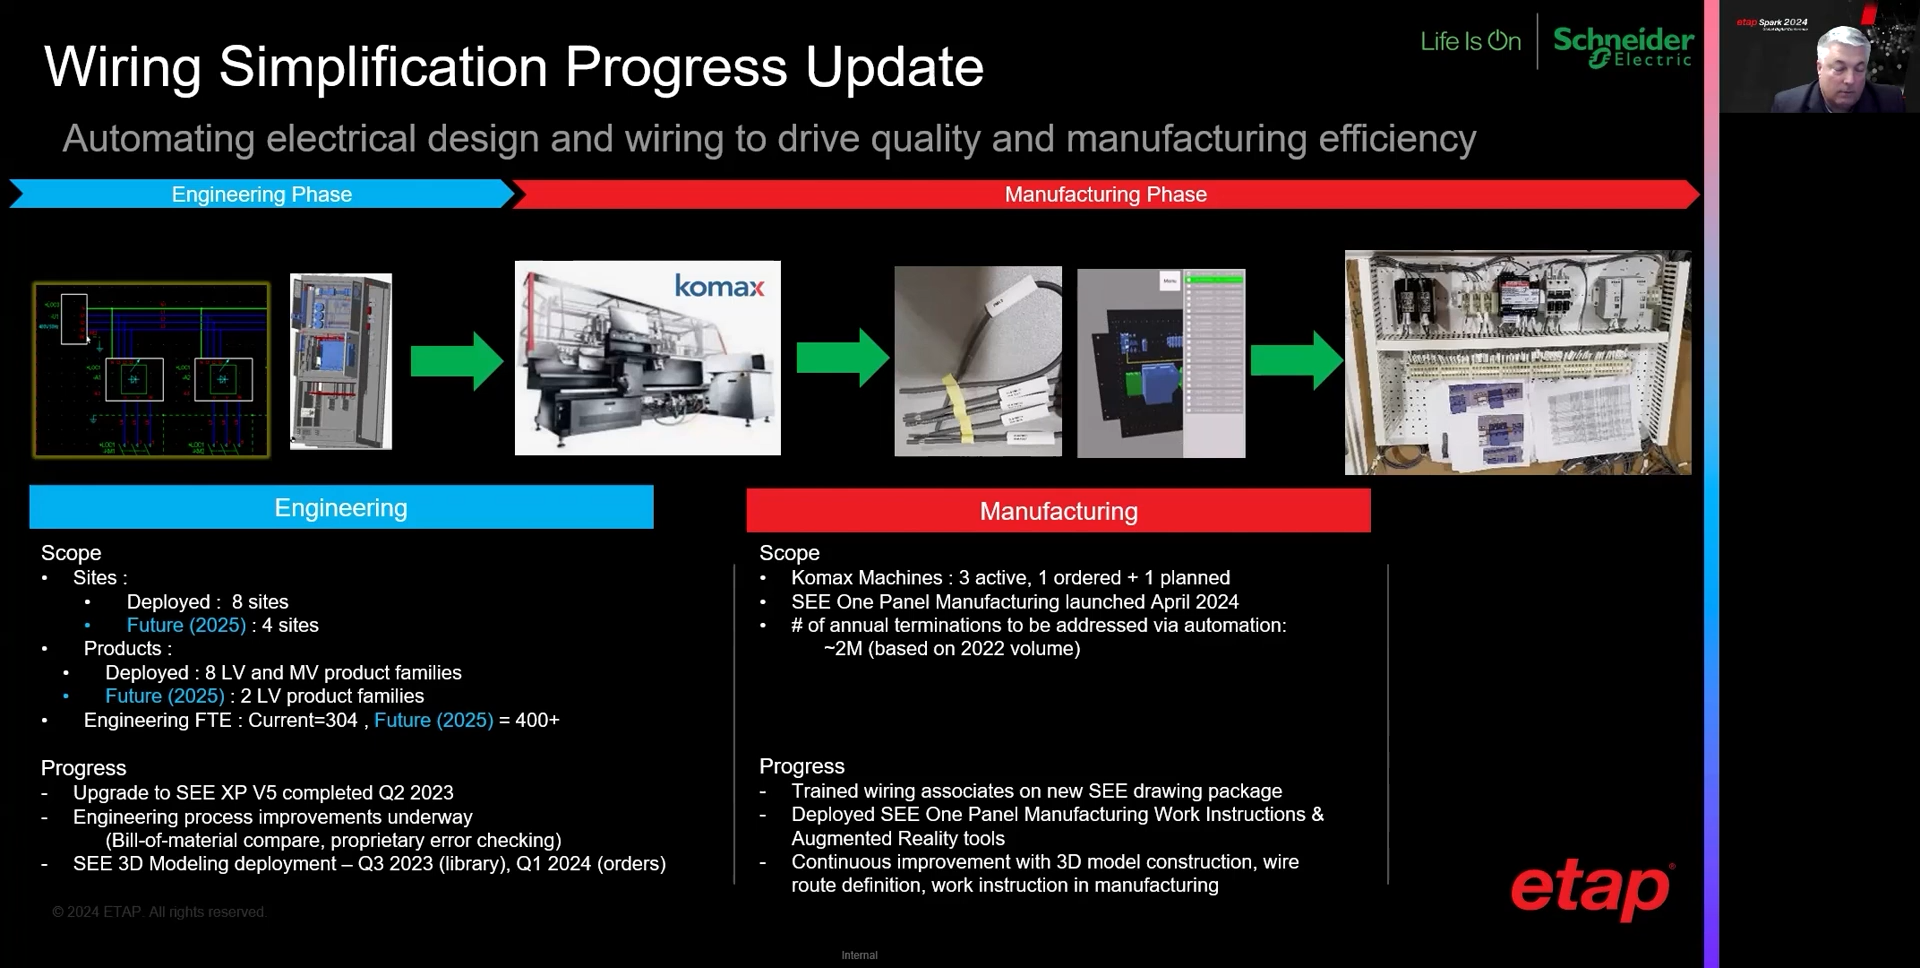 Wiring Simplification Progress Update
Life Is On
Schneider
Electric
etap Spark 2024
Automating electrical design and wiring to drive quality and manufacturing efficiency
Engineering Phase
Manufacturing Phase
komax
Menu
Engineering
Scope
• Sites :
• Deployed : 8 sites
• Future (2025) : 4 sites
• Products :
• Deployed : 8 LV and MV product families
• Future (2025) : 2 LV product families
• Engineering FTE : Current=304 , Future (2025) = 400+
Progress
- Upgrade to SEE XP V5 completed Q2 2023
- Engineering process improvements underway
(Bill-of-material compare, proprietary error checking)
- SEE 3D Modeling deployment – Q3 2023 (library), Q1 2024 (orders)
Manufacturing
Scope
• Komax Machines : 3 active, 1 ordered + 1 planned
• SEE One Panel Manufacturing launched April 2024
• # of annual terminations to be addressed via automation:
~2M (based on 2022 volume)
Progress
- Trained wiring associates on new SEE drawing package
- Deployed SEE One Panel Manufacturing Work Instructions &
Augmented Reality tools
- Continuous improvement with 3D model construction, wire
route definition, work instruction in manufacturing
etap®
© 2024 ETAP. All rights reserved.
Internal